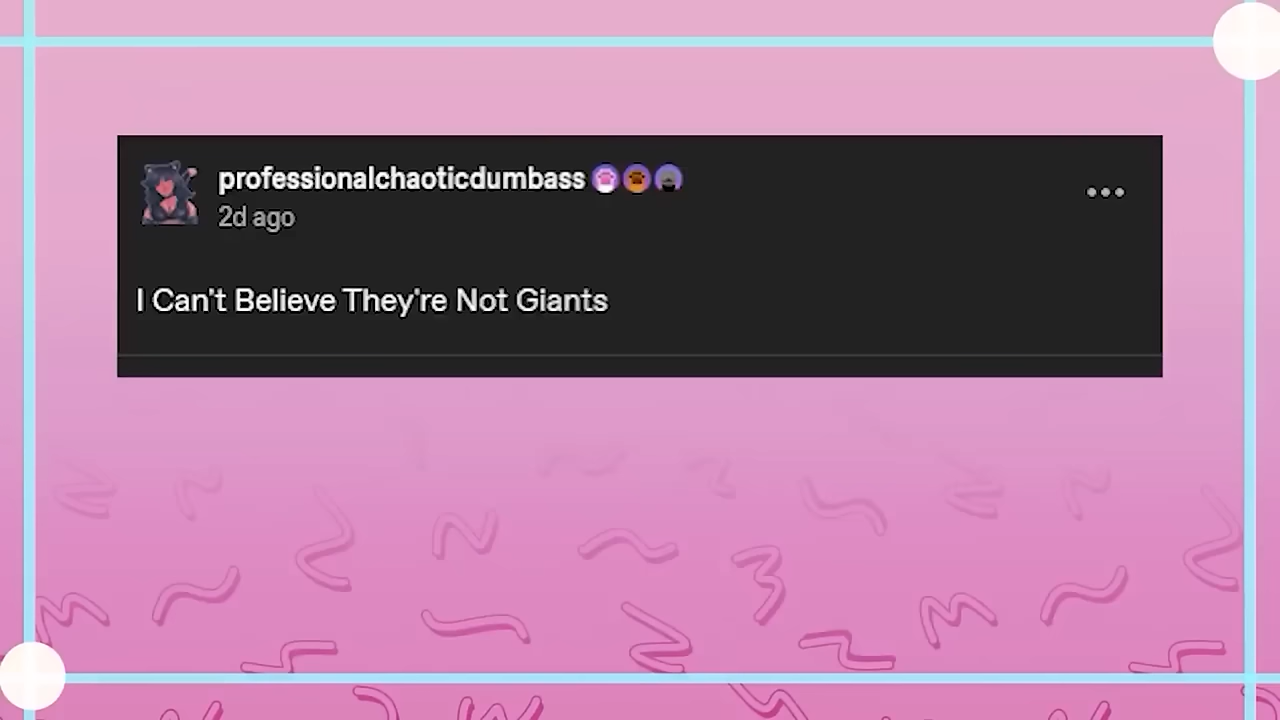 professionalchaoticdumbass
2d ago
I Can't Believe They're Not Giants